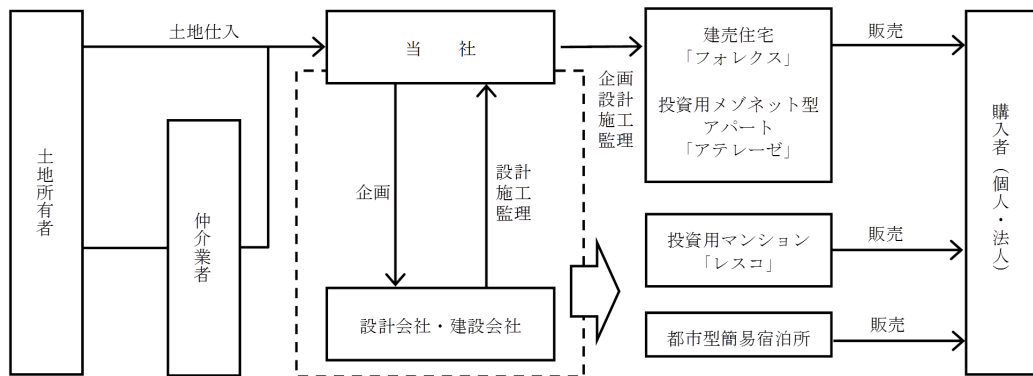 土地所有者
仲介業者
土地仕入
当　社
企画
設計
施工
監理
設計会社・建設会社
企画
設計
施工
監理
建売住宅
「フォレクス」
投資用メゾネット型
アパート
「アテレーゼ」
投資用マンション
「レスコ」
都市型簡易宿泊所
販売
販売
販売
購入者（個人・法人）